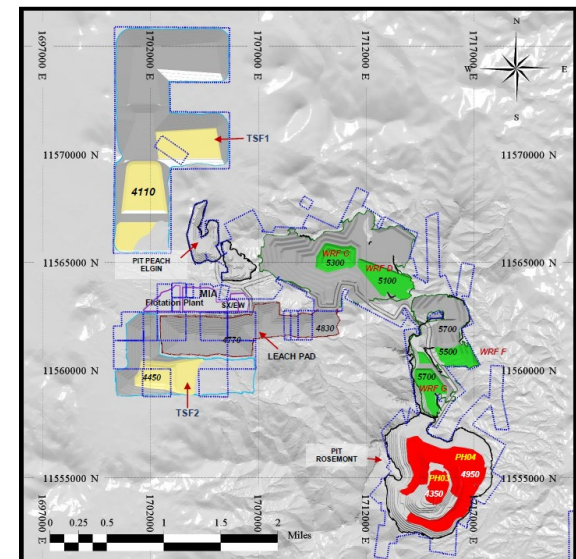 1697000 E
1702000 E
1707000 E
1712000 E
1717000 E
N
W
E
S
TSF1
11570000 N
11570000 N
4110
PIT PEACH
ELGIN
WRF C
5300
WRF D
5100
11565000 N
11565000 N
MIA
Flotation Plant
SX/EW
4770
4830
LEACH PAD
5700
5500
WRF F
11560000 N
11560000 N
5700
WRF G
4450
TSF2
PIT
ROSEMONT
PH04
4950
PH03
4350
11555000 N
11555000 N
1697000 E
1702000 E
1707000 E
1712000 E
1717000 E
0
0.25
0.5
1
1.5
2
Miles